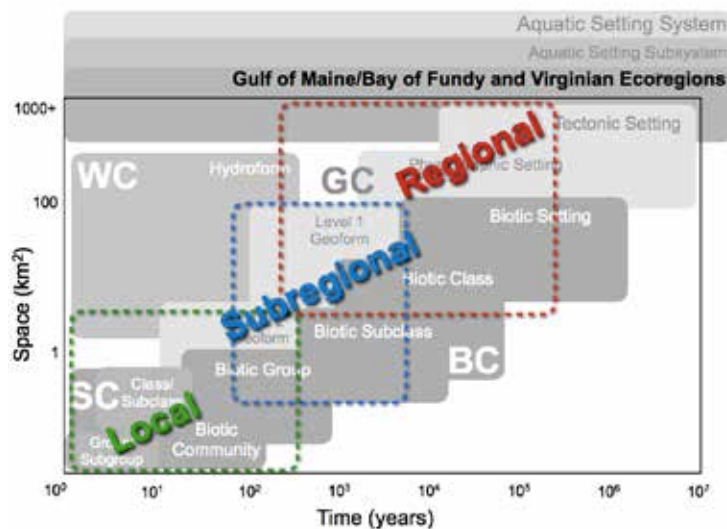 Aquatic Setting System
Aquatic Setting Subsystem
Gulf of Maine/Bay of Fundy and Virginian Ecoregions
1000+
Tectonic Setting
Regional
WC
Hydroform
GC
Setting
100
Level 1
Geoform
Biotic Setting
Subregional
Biotic Class
Space (km²)
1
Biotic Subclass
Biotic Group
BC
SC
Class/
Local
Biotic
Community
Subgroup
10⁰
10¹
10²
10³
10⁴
10⁵
10⁶
10⁷
Time (years)